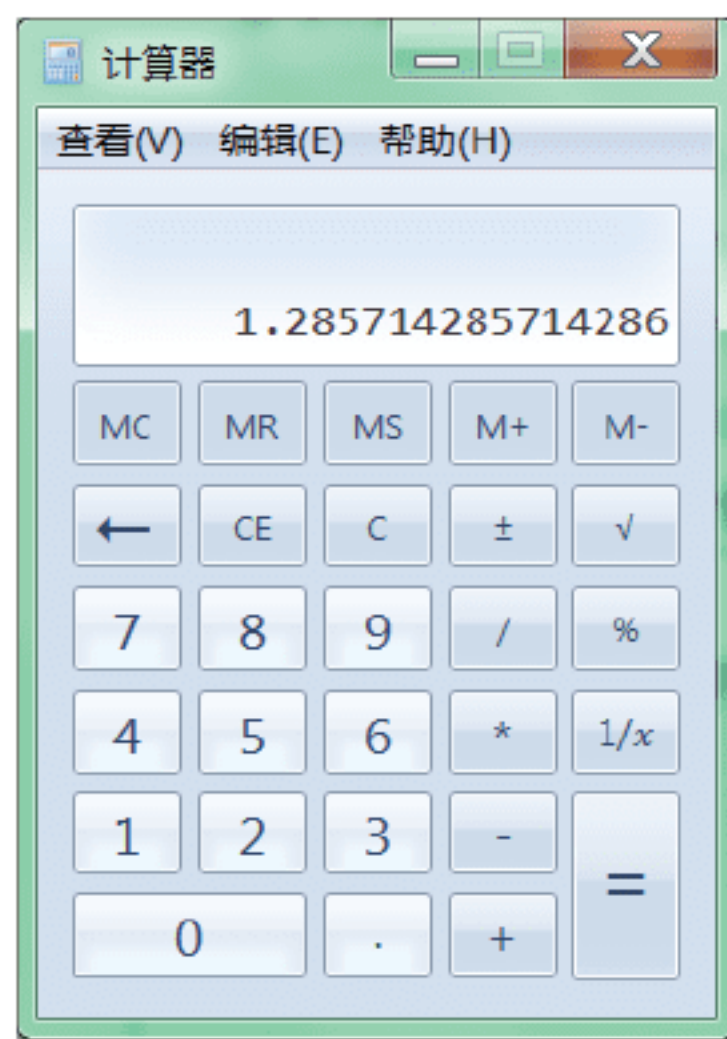 计算器
查看(V) 编辑(E) 帮助(H)
1.285714285714286
MC MR MS M+ M-
← CE C ± √
7 8 9 / %
4 5 6 * 1/x
1 2 3 - =
0 . +